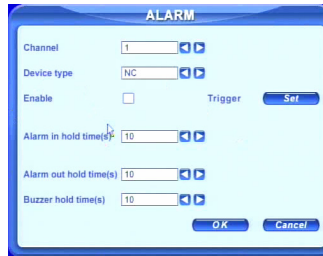 ALARM
Channel 1
Device type NC
Enable Trigger Set
Alarm in hold time(s) 10
Alarm out hold time(s) 10
Buzzer hold time(s) 10
OK Cancel